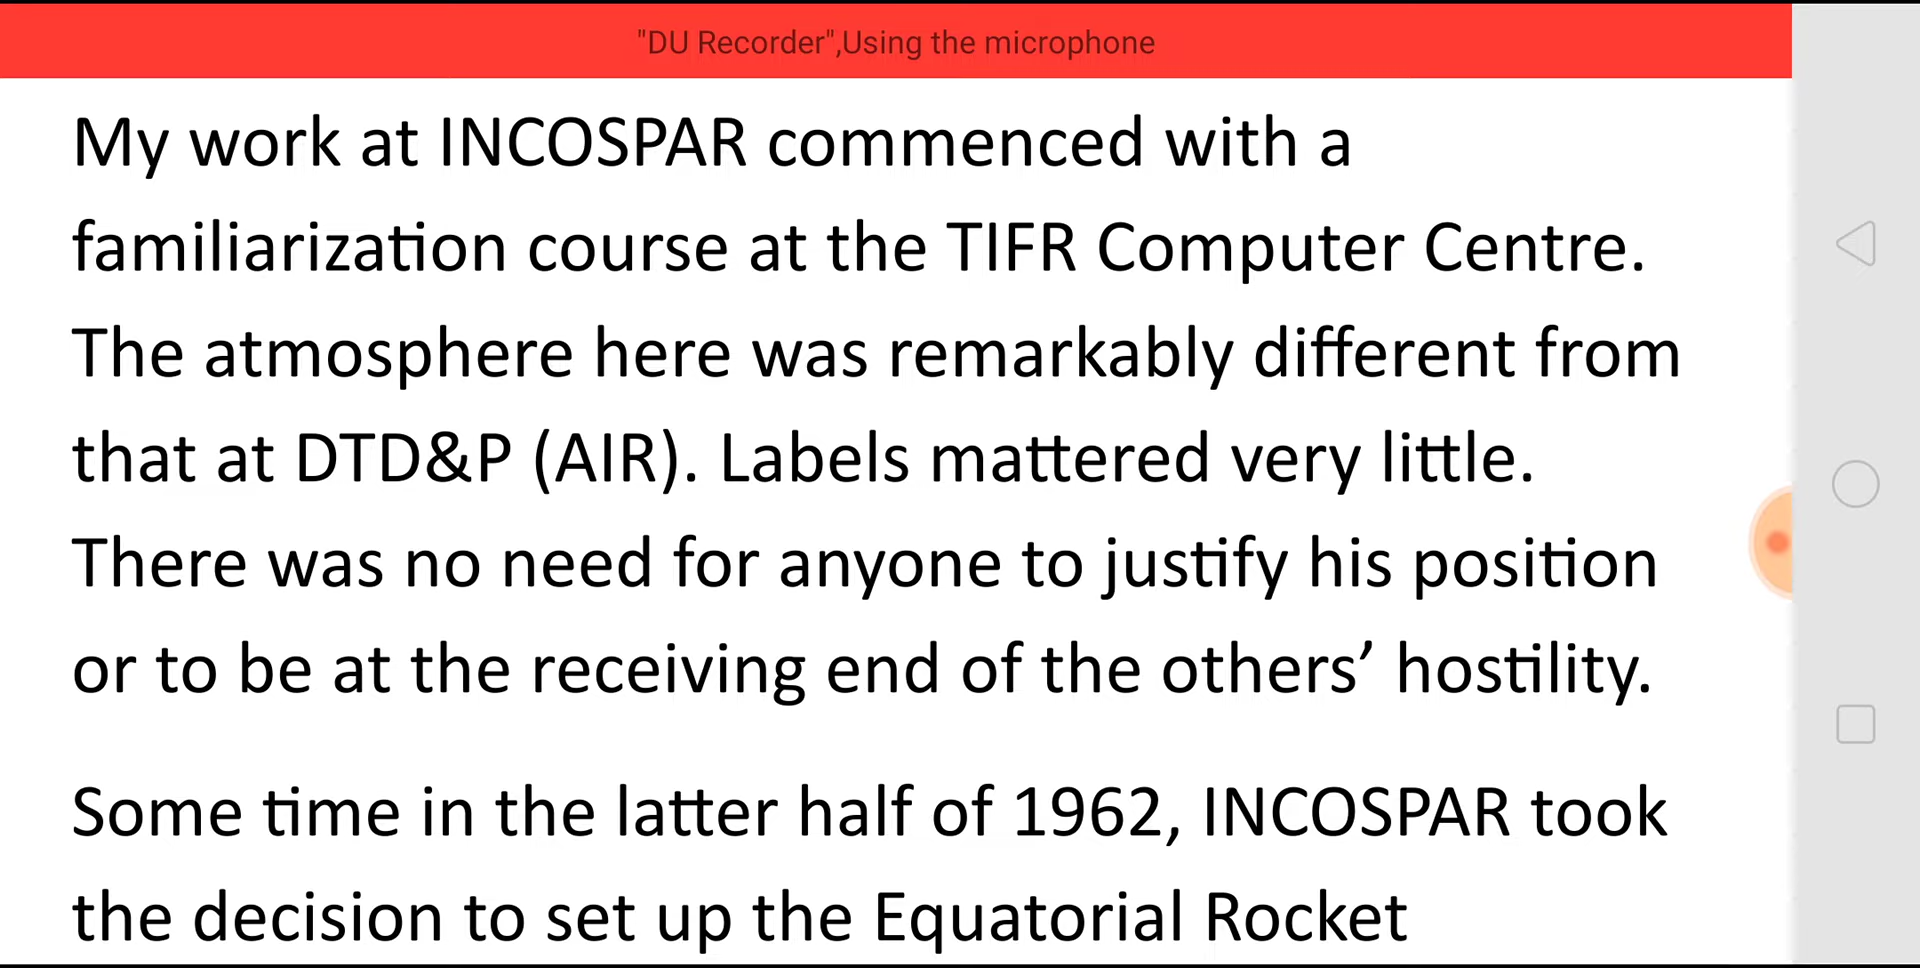 "DU Recorder",Using the microphone
My work at INCOSPAR commenced with a
familiarization course at the TIFR Computer Centre.
The atmosphere here was remarkably different from
that at DTD&P (AIR). Labels mattered very little.
There was no need for anyone to justify his position
or to be at the receiving end of the others’ hostility.
Some time in the latter half of 1962, INCOSPAR took
the decision to set up the Equatorial Rocket